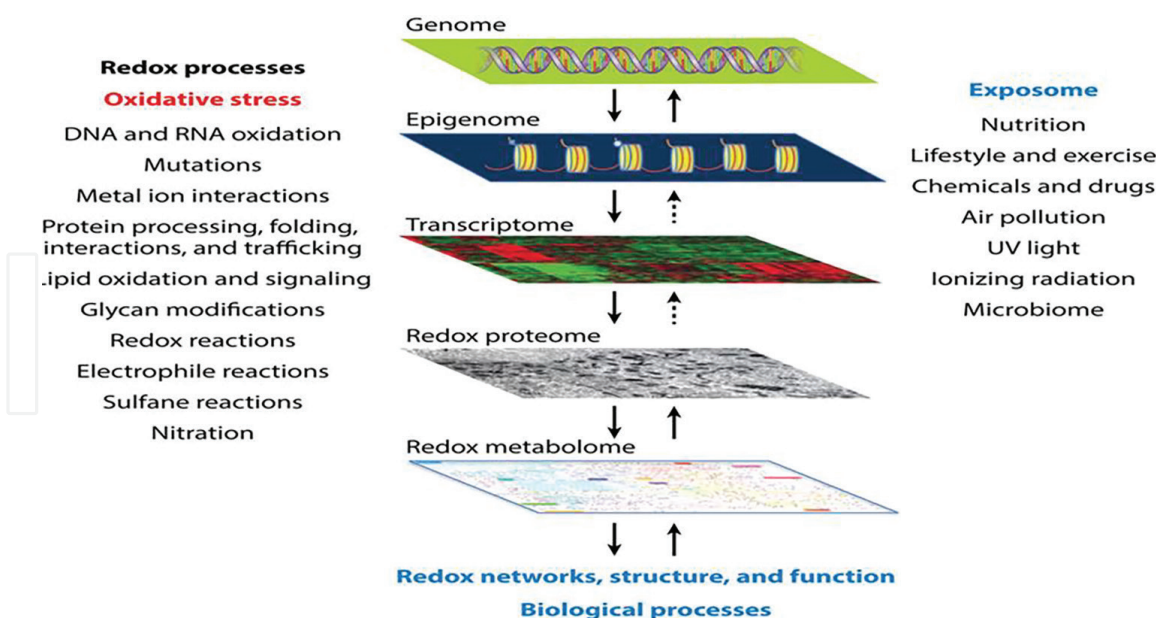 Genome
Redox processes
Oxidative stress
DNA and RNA oxidation
Mutations
Metal ion interactions
Protein processing, folding,
interactions, and trafficking
Lipid oxidation and signaling
Glycan modifications
Redox reactions
Electrophile reactions
Sulfane reactions
Nitration
Epigenome
Transcriptome
Redox proteome
Redox metabolome
Exposome
Nutrition
Lifestyle and exercise
Chemicals and drugs
Air pollution
UV light
Ionizing radiation
Microbiome
Redox networks, structure, and function
Biological processes